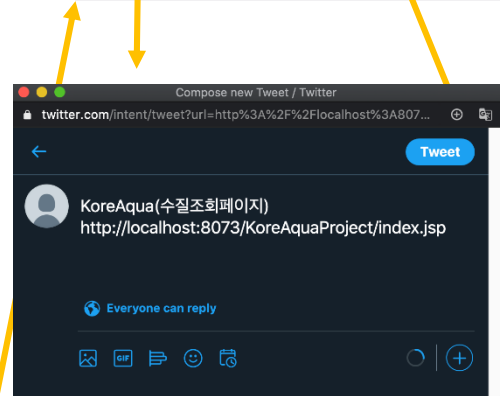 Compose new Tweet / Twitter
twitter.com/intent/tweet?url=http%3A%2F%2Flocalhost%3A807...
Tweet
KoreAqua(수질조회페이지)
http://localhost:8073/KoreAquaProject/index.jsp
Everyone can reply
GIF